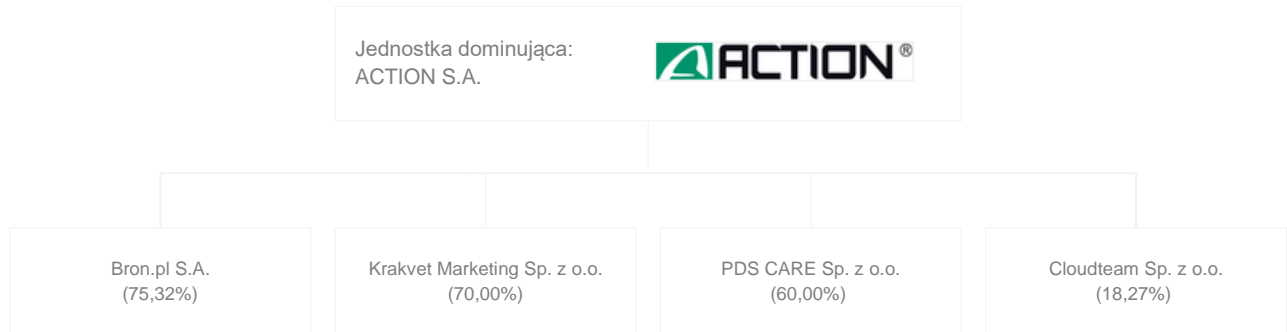 Jednostka dominująca:
ACTION S.A.
ACTION®
Bron.pl S.A.
(75,32%)
Krakvet Marketing Sp. z o.o.
(70,00%)
PDS CARE Sp. z o.o.
(60,00%)
Cloudteam Sp. z o.o.
(18,27%)